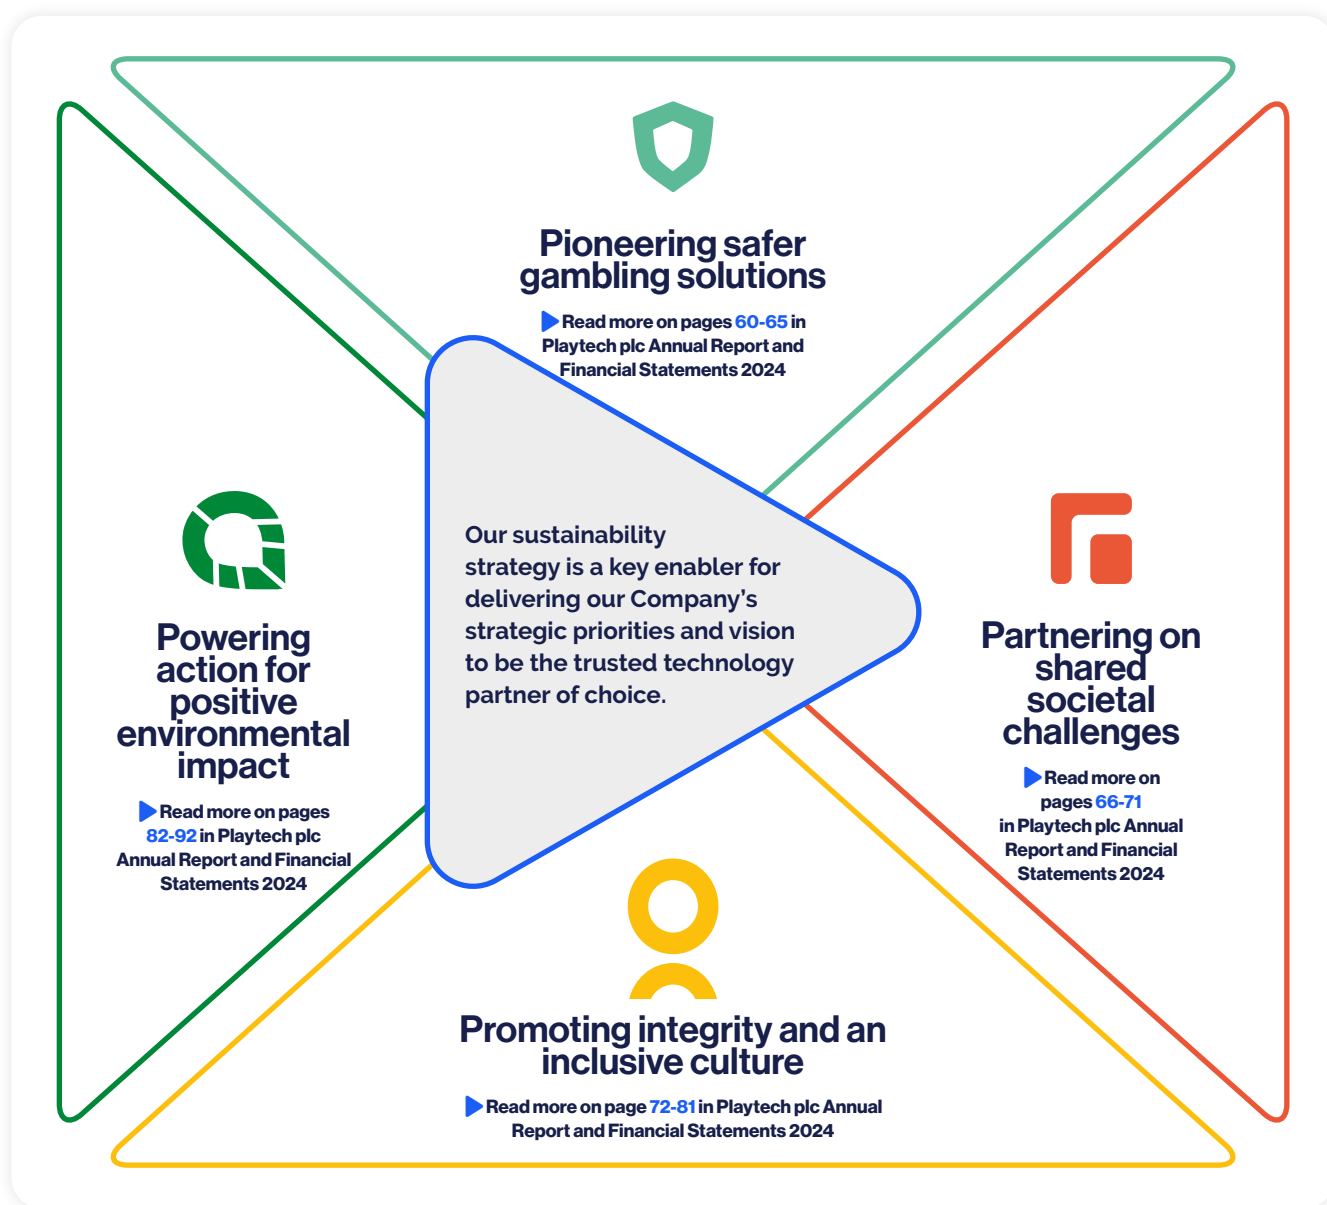 Pioneering safer
gambling solutions
Read more on pages 60-65 in
Playtech plc Annual Report and
Financial Statements 2024
Our sustainability
strategy is a key enabler for
delivering our Company’s
strategic priorities and vision
to be the trusted technology
partner of choice.
Powering
action for
positive
environmental
impact
Read more on pages
82-92 in Playtech plc
Annual Report and Financial
Statements 2024
Partnering on
shared
societal
challenges
Read more on
pages 66-71
in Playtech plc Annual
Report and Financial
Statements 2024
Promoting integrity and an
inclusive culture
Read more on page 72-81 in Playtech plc Annual
Report and Financial Statements 2024